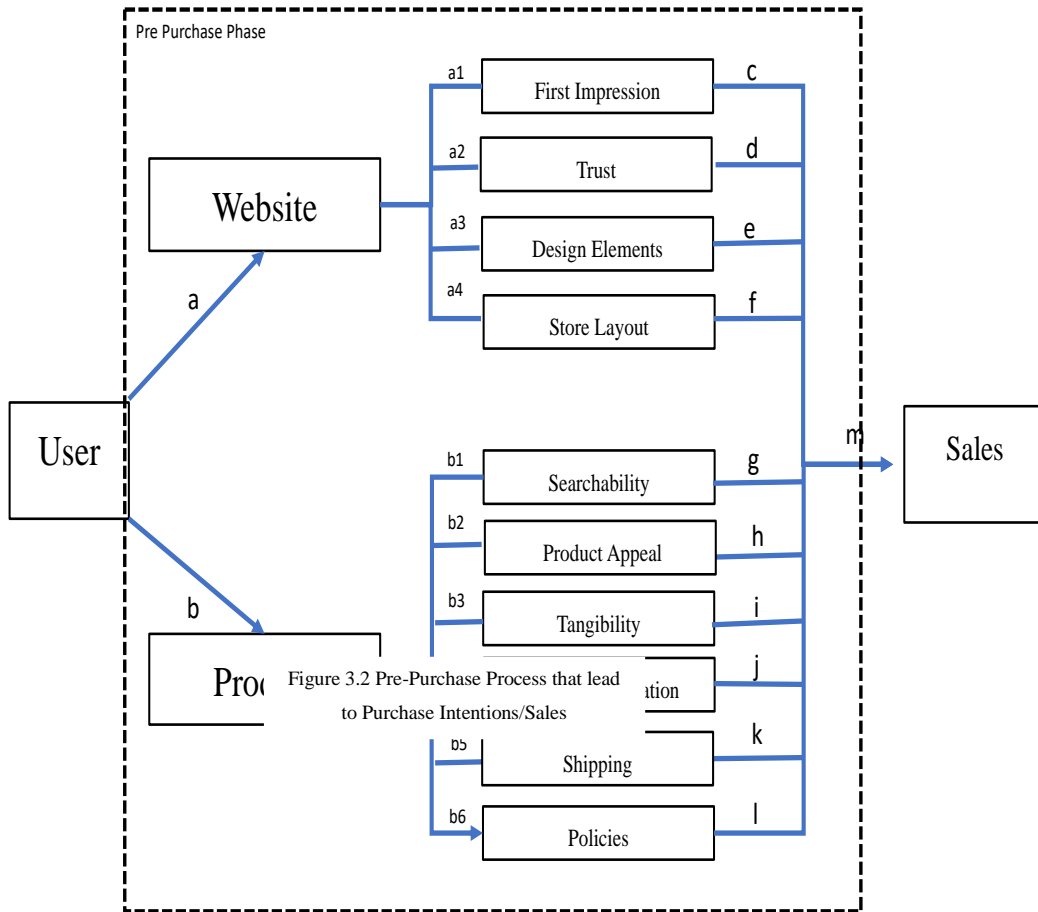 Pre Purchase Phase
a1
First Impression
c
a2
Trust
d
Website
a3
Design Elements
e
a4
Store Layout
f
a
User
m
Sales
b1
Searchability
g
b2
Product Appeal
h
b
b3
Tangibility
i
j
Figure 3.2 Pre-Purchase Process that lead
to Purchase Intentions/Sales
b5
Shipping
k
b6
Policies
l